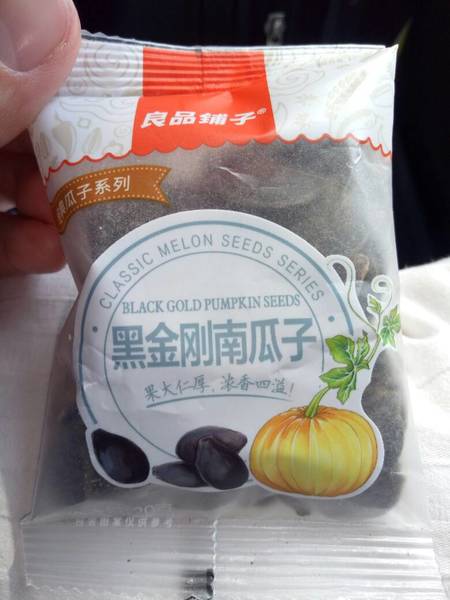 良品铺子®
瓜子系列
CLASSIC MELON SEEDS SERIES
BLACK GOLD PUMPKIN SEEDS
黑金刚南瓜子
果大仁厚，浓香四溢！